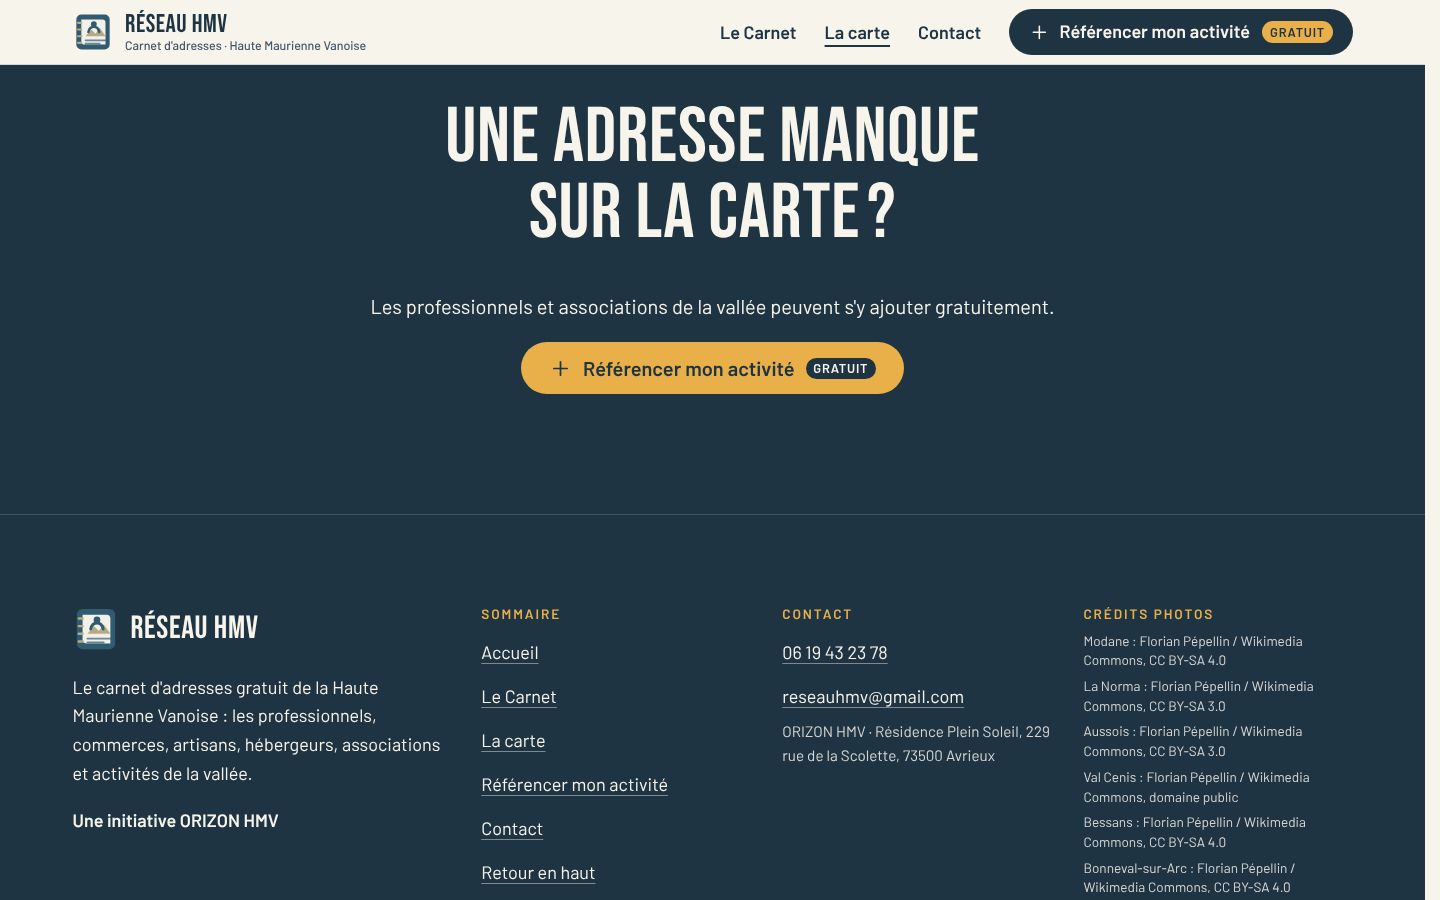 RÉSEAU HMV
Carnet d'adresses · Haute Maurienne Vanoise
Le Carnet
La carte
Contact
Référencer mon activité GRATUIT
UNE ADRESSE MANQUE
SUR LA CARTE ?
Les professionnels et associations de la vallée peuvent s'y ajouter gratuitement.
Référencer mon activité GRATUIT
RÉSEAU HMV
Le carnet d'adresses gratuit de la Haute
Maurienne Vanoise : les professionnels,
commerces, artisans, hébergeurs, associations
et activités de la vallée.
Une initiative ORIZON HMV
SOMMAIRE
Accueil
Le Carnet
La carte
Référencer mon activité
Contact
Retour en haut
CONTACT
06 19 43 23 78
reseauhmv@gmail.com
ORIZON HMV · Résidence Plein Soleil, 229
rue de la Scolette, 73500 Avrieux
CRÉDITS PHOTOS
Modane : Florian Pépellin / Wikimedia
Commons, CC BY-SA 4.0
La Norma : Florian Pépellin / Wikimedia
Commons, CC BY-SA 3.0
Aussois : Florian Pépellin / Wikimedia
Commons, CC BY-SA 3.0
Val Cenis : Florian Pépellin / Wikimedia
Commons, domaine public
Bessans : Florian Pépellin / Wikimedia
Commons, CC BY-SA 4.0
Bonneval-sur-Arc : Florian Pépellin /
Wikimedia Commons, CC BY-SA 4.0